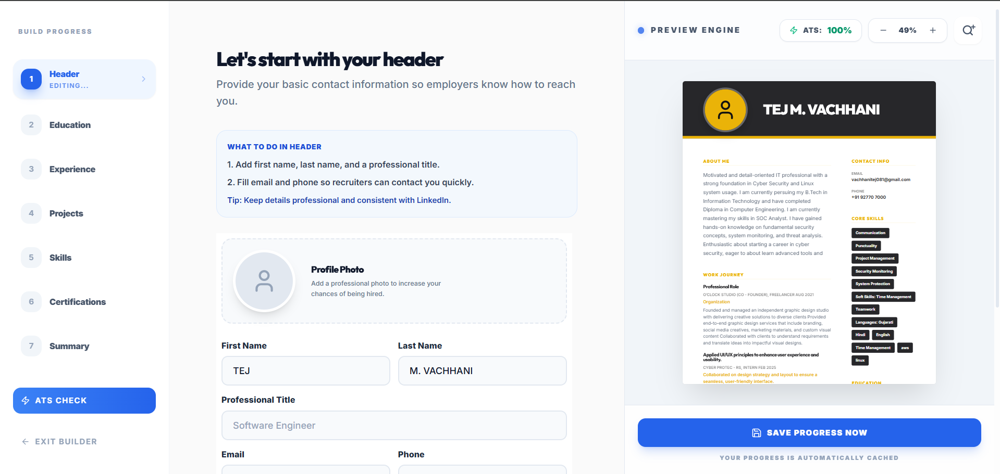 BUILD PROGRESS
1
Header
EDITING...
2
Education
3
Experience
4
Projects
5
Skills
6
Certifications
7
Summary
ATS CHECK
EXIT BUILDER
Let's start with your header
Provide your basic contact information so employers know how to reach
you.
WHAT TO DO IN HEADER
1. Add first name, last name, and a professional title.
2. Fill email and phone so recruiters can contact you quickly.
Tip: Keep details professional and consistent with LinkedIn.
Profile Photo
Add a professional photo to increase your
chances of being hired.
First Name
Last Name
TEJ
M. VACHHANI
Professional Title
Software Engineer
Email
Phone
PREVIEW ENGINE
ATS: 100%
49%
TEJ M. VACHHANI
ABOUT ME
Motivated and detail-oriented IT professional with a
strong foundation in Cyber Security and Linux
system usage. I am currently persuing my B.Tech in
Information Technology and have completed
Diploma in Computer Engineering. I am currently
mastering my skills in SOC Analyst. I have gained
hands-on knowledge on fundamental security
concepts, system monitoring, and threat analysis.
Enthusiastic about starting a career in cyber
security, eager to about learn advanced tools and
WORK JOURNEY
Professional Role
O'CLOCK STUDIO (CO - FOUNDER), FREELANCER AUG 2021
Organization
Founded and managed an independent graphic design studio
with delivering creative solutions to diverse clients Provided
end-to-end graphic design services that include branding,
social media creatives, marketing materials, and custom visual
content Collaborated with clients to understand requirements
and translate ideas into impactful visual designs.
Applied UI/UX principles to enhance user experience and
usability.
CYBER PROTEC - RS, INTERN FEB 2025
Collaborated on design strategy and layout to ensure a
seamless, user-friendly interface.
CONTACT INFO
EMAIL
vachhanitej081@gmail.com
PHONE
+91 92770 7000
CORE SKILLS
Communication
Punctuality
Project Management
Security Monitoring
System Protection
Soft Skills: Time Management
Teamwork
Languages: Gujarati
Hindi English
Time Management aws
linux
EDUCATION
SAVE PROGRESS NOW
YOUR PROGRESS IS AUTOMATICALLY CACHED